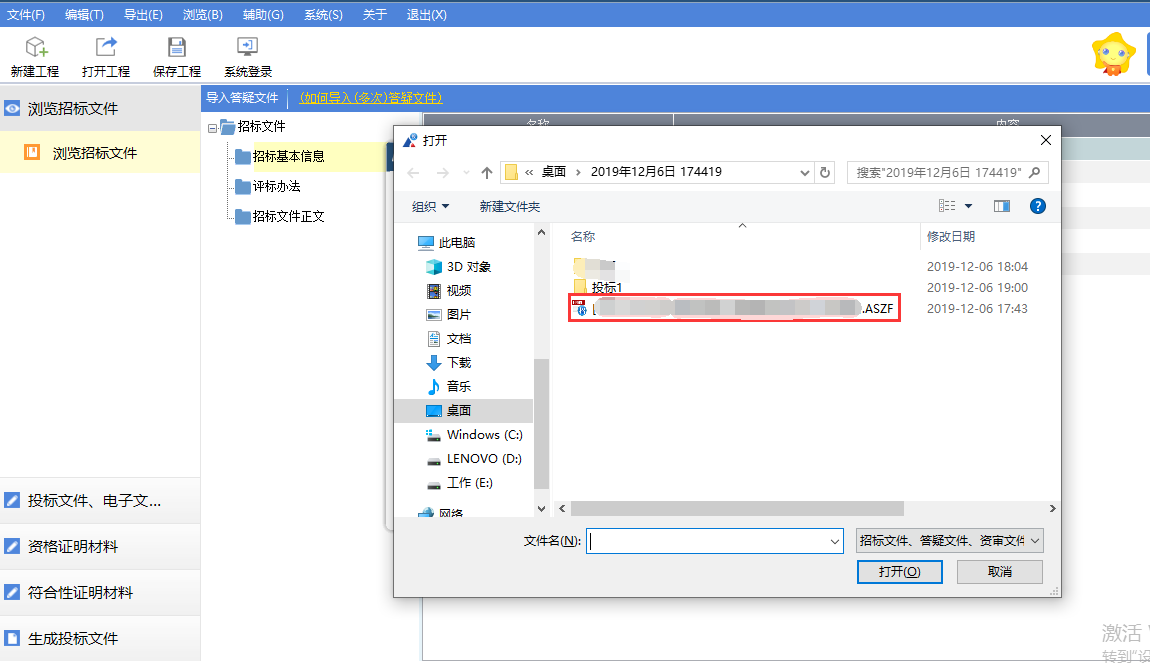 文件(F) 编辑(T) 导出(E) 浏览(B) 辅助(G) 系统(S) 关于 退出(X)
新建工程 打开工程 保存工程 系统登录
浏览招标文件
浏览招标文件
投标文件、电子文...
资格证明材料
符合性证明材料
生成投标文件
导入答疑文件 (如何导入(多次)答疑文件)
招标文件
招标基本信息
评标办法
招标文件正文
名称 内容
打开
« 桌面 › 2019年12月6日 174419
搜索"2019年12月6日 174419"
组织 新建文件夹
此电脑
3D 对象
视频
图片
文档
下载
音乐
桌面
Windows (C:)
LENOVO (D:)
工作 (E:)
网络
名称 修改日期
2019-12-06 18:04
投标1 2019-12-06 19:00
.ASZF 2019-12-06 17:43
文件名(N): 招标文件、答疑文件、资审文件
打开(O) 取消
激活
转到"设